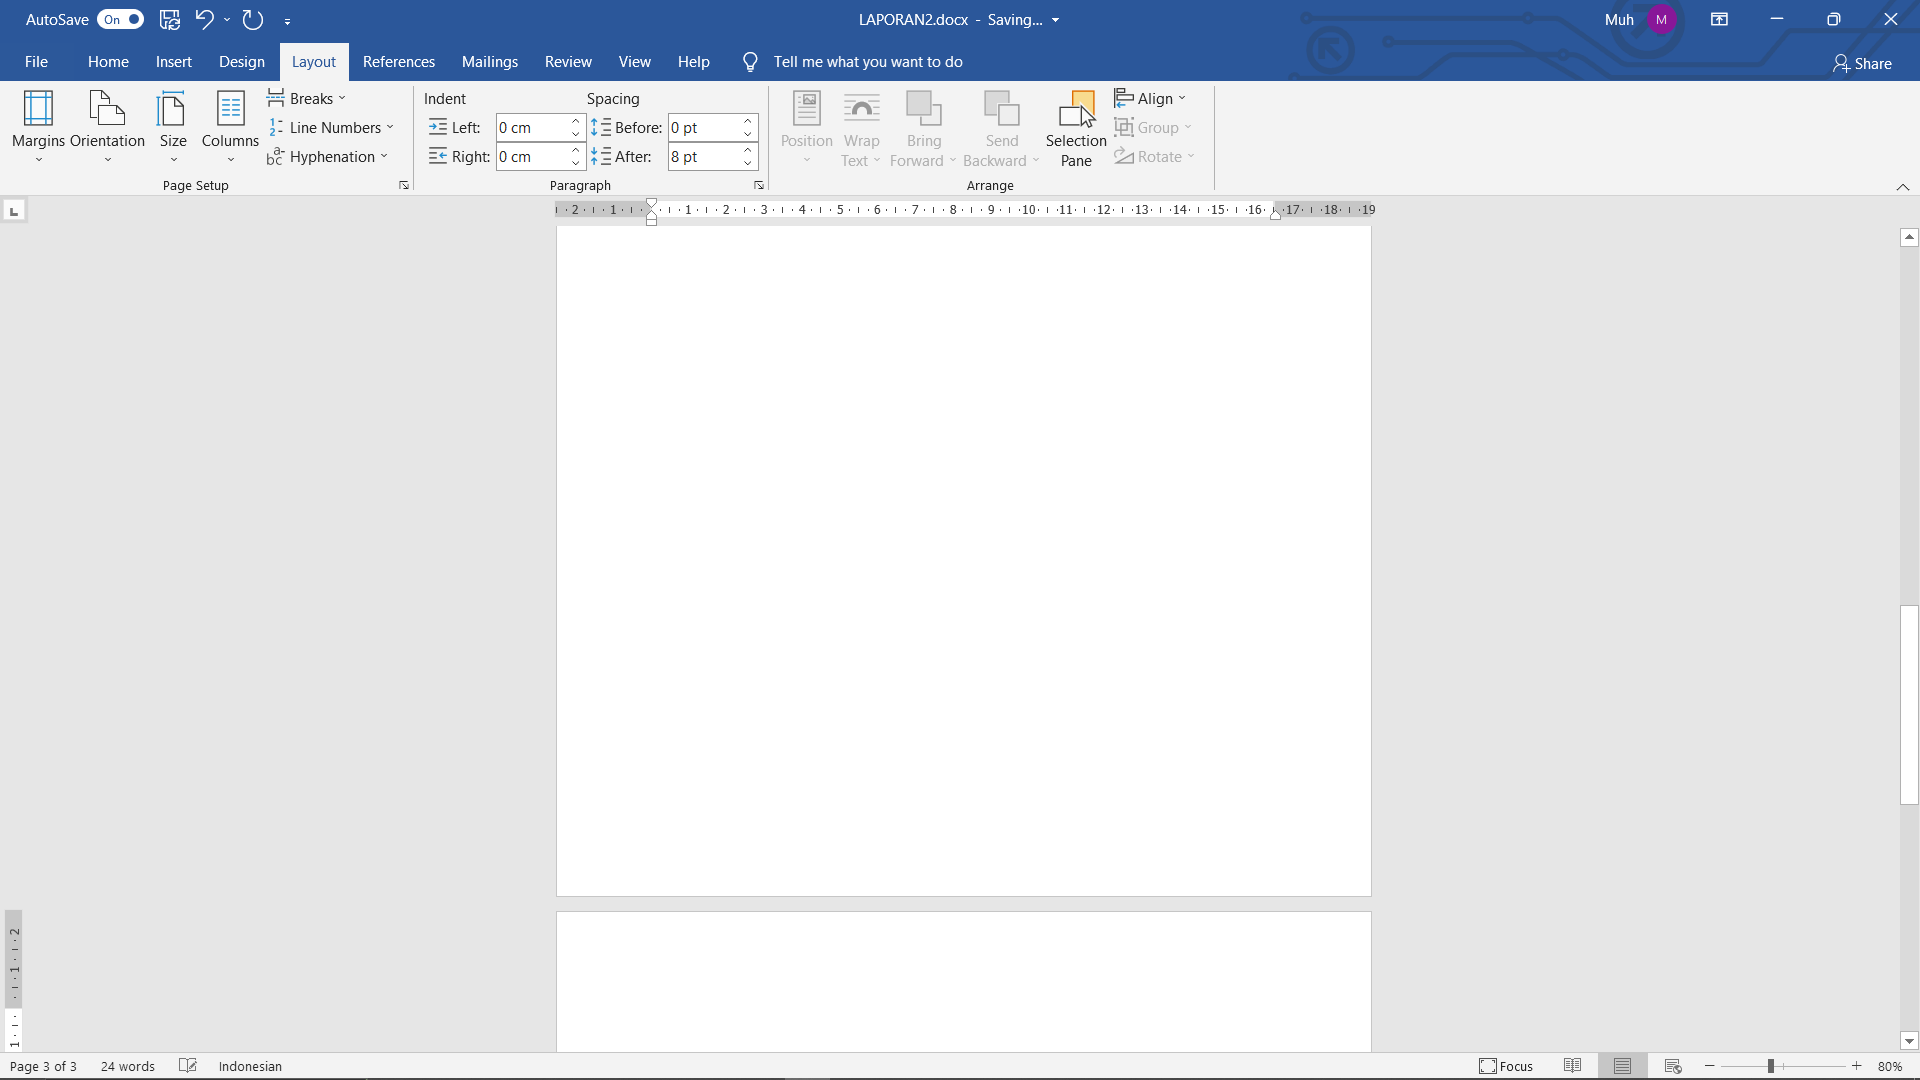 AutoSave On LAPORAN2.docx - Saving... Muh M
File Home Insert Design Layout References Mailings Review View Help Tell me what you want to do Share
Margins Orientation Size Columns
Breaks
Line Numbers
Hyphenation
Page Setup
Indent Spacing
Left: 0 cm Before: 0 pt
Right: 0 cm After: 8 pt
Paragraph
Position Wrap Text Bring Forward Send Backward Selection Pane
Align
Group
Rotate
Arrange
2 1 1 2 3 4 5 6 7 8 9 10 11 12 13 14 15 16 17 18 19
2 1 1
Page 3 of 3 24 words Indonesian Focus 80%